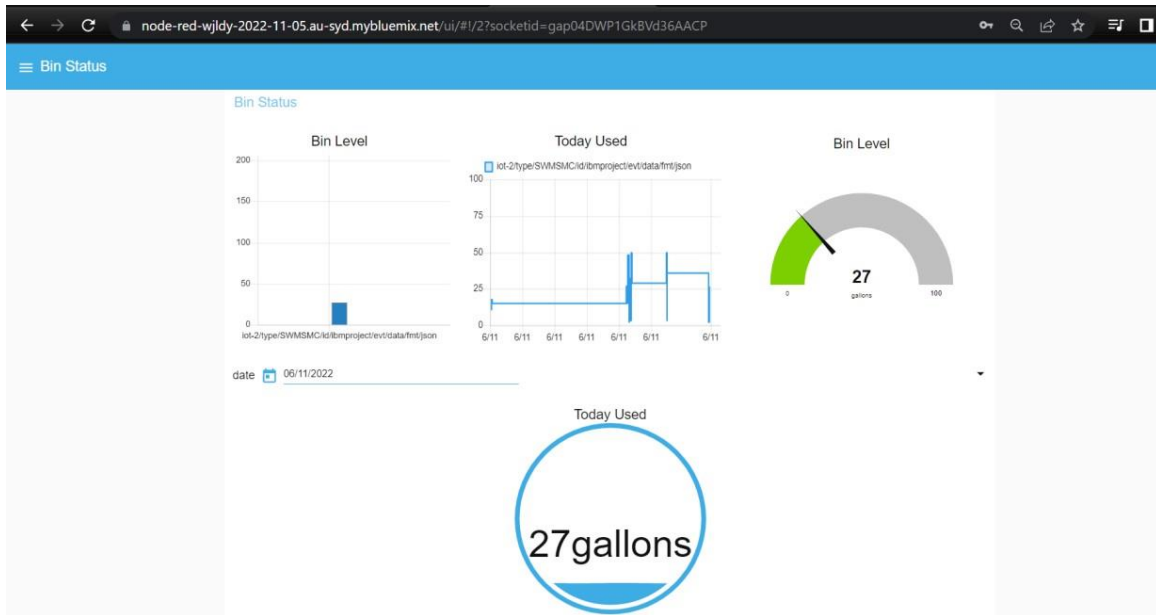 node-red-wjldy-2022-11-05.au-syd.mybluemix.net/ui/#!/2?socketid=gap04DWP1GkBVd36AACP
Bin Status
Bin Status
Bin Level
200
150
100
50
0
iot-2/type/SWMSMC/id/ibmproject/evt/data/fmt/json
Today Used
iot-2/type/SWMSMC/id/ibmproject/evt/data/fmt/json
100
75
50
25
0
6/11 6/11 6/11 6/11 6/11 6/11 6/11
Bin Level
27
gallons
0 100
date 06/11/2022
Today Used
27gallons